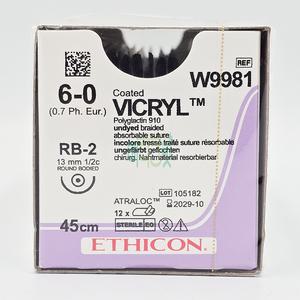 REF
W9981
6-0
(0.7 Ph. Eur.)
Coated
VICRYL™
Polyglactin 910
undyed braided
absorbable suture
incolore tressé traité suture résorbable
ungefärbt geflochten
chirurg. Nahtmaterial resorbierbar
RB-2
13 mm 1/2c
ROUND BODIED
45cm
ATRALOC™
12 x
STERILE EO
LOT 105182
2029-10
ETHICON